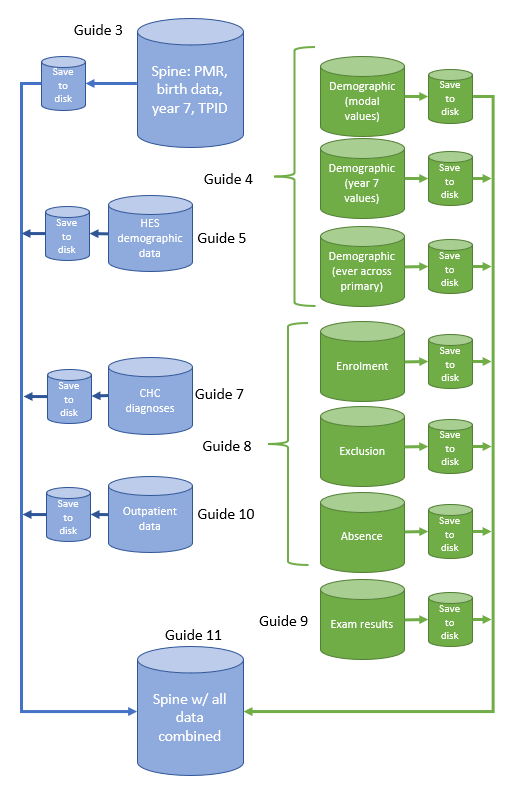 Guide 3
Spine: PMR,
birth data,
year 7, TPID
Save
to
disk
Guide 4
Demographic
(modal
values)
Save
to
disk
Demographic
(year 7
values)
Save
to
disk
Demographic
(ever across
primary)
Save
to
disk
HES
demographic
data
Save
to
disk
Guide 5
Enrolment
Save
to
disk
CHC
diagnoses
Save
to
disk
Guide 7
Guide 8
Exclusion
Save
to
disk
Outpatient
data
Save
to
disk
Guide 10
Absence
Save
to
disk
Guide 9
Exam results
Save
to
disk
Guide 11
Spine w/ all
data
combined